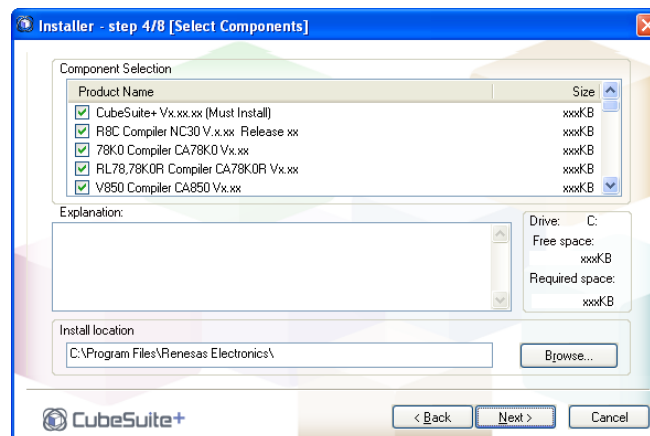 Installer - step 4/8 [Select Components]
Component Selection
Product Name Size
CubeSuite+ Vx.xx.xx (Must Install) xxxKB
R8C Compiler NC30 V.x.xx Release xx xxxKB
78K0 Compiler CA78K0 Vx.xx xxxKB
RL78,78K0R Compiler CA78K0R Vx.xx xxxKB
V850 Compiler CA850 Vx.xx xxxKB
Explanation:
Drive: C:
Free space:
xxxKB
Required space:
xxxKB
Install location
C:\Program Files\Renesas Electronics\
Browse...
CubeSuite+
< Back
Next >
Cancel